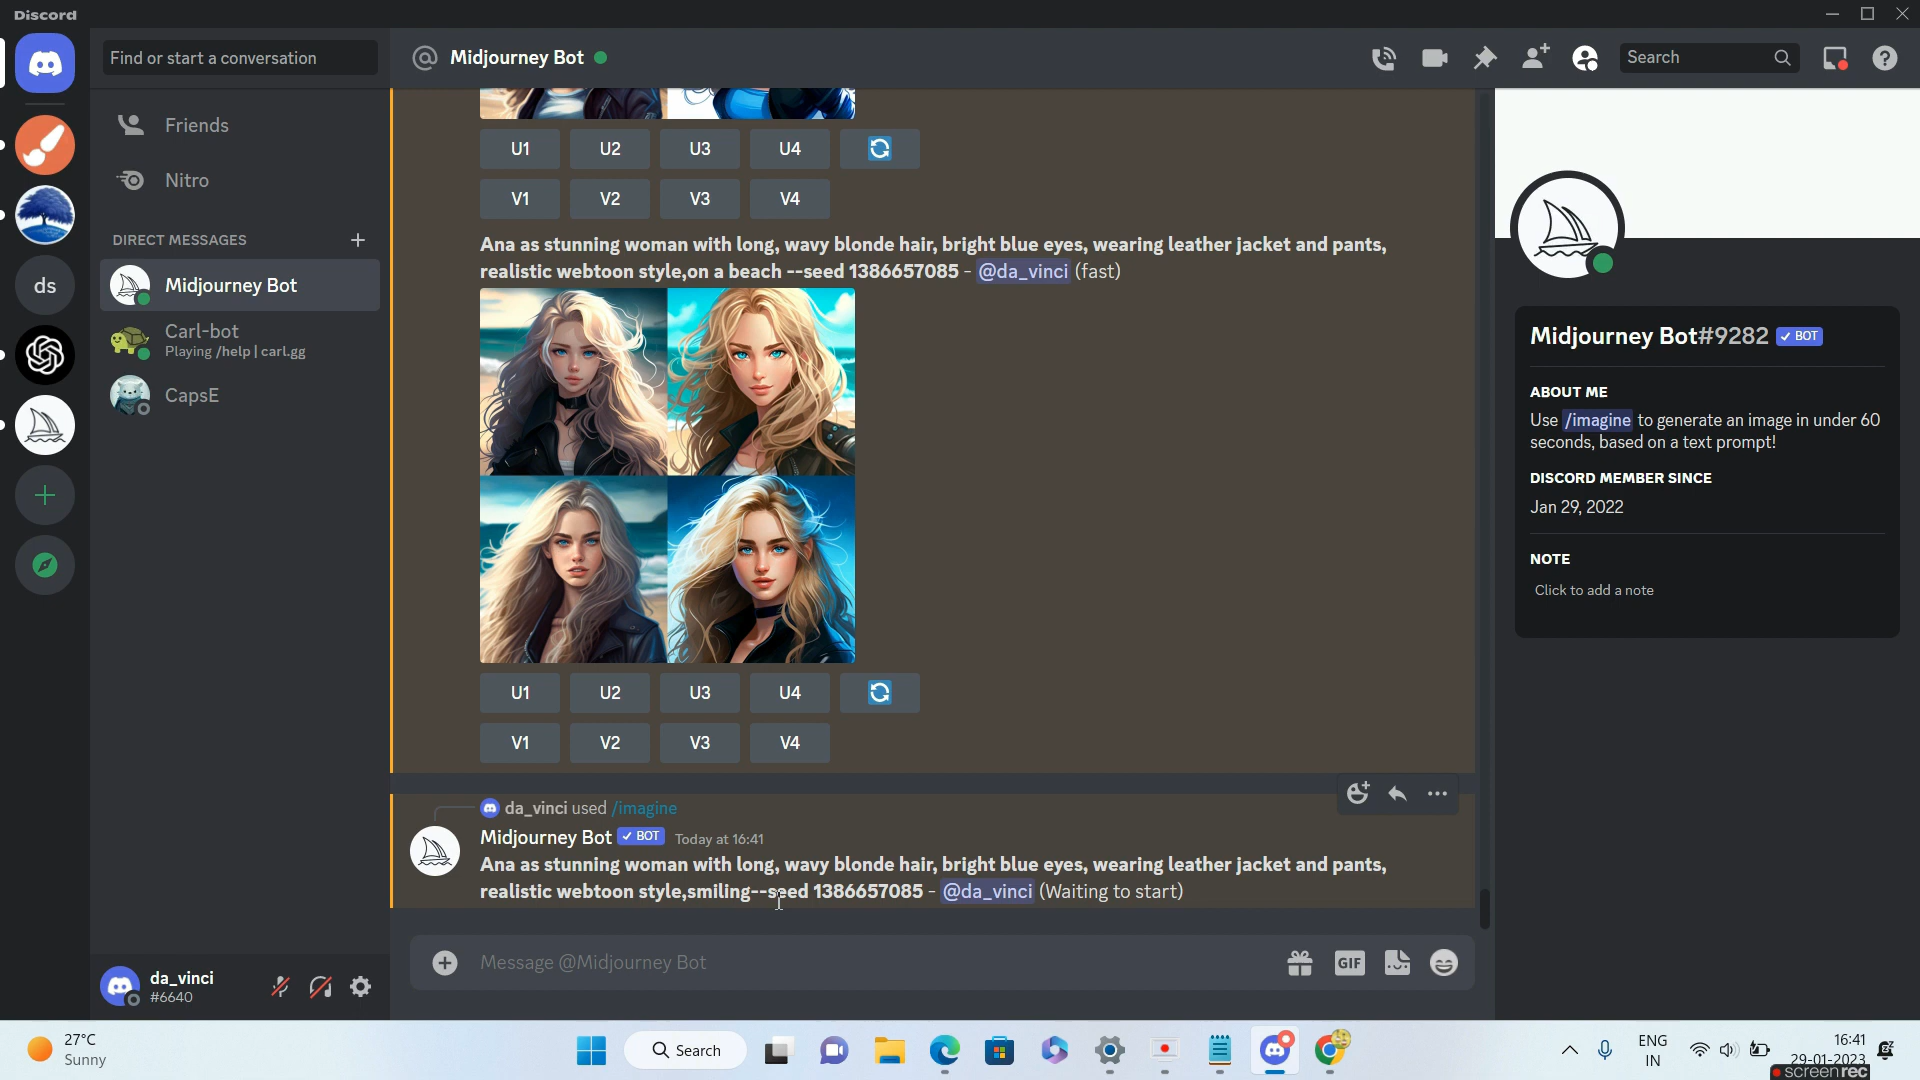 Discord
Find or start a conversation
Midjourney Bot
Search
Friends
Nitro
DIRECT MESSAGES
Midjourney Bot
Carl-bot
Playing /help | carl.gg
CapsE
ds
U1 U2 U3 U4
V1 V2 V3 V4
Ana as stunning woman with long, wavy blonde hair, bright blue eyes, wearing leather jacket and pants,
realistic webtoon style,on a beach --seed 1386657085 - @da_vinci (fast)
U1 U2 U3 U4
V1 V2 V3 V4
da_vinci used /imagine
Midjourney Bot BOT Today at 16:41
Ana as stunning woman with long, wavy blonde hair, bright blue eyes, wearing leather jacket and pants,
realistic webtoon style,smiling--seed 1386657085 - @da_vinci (Waiting to start)
Message @Midjourney Bot
GIF
Midjourney Bot#9282 BOT
ABOUT ME
Use /imagine to generate an image in under 60
seconds, based on a text prompt!
DISCORD MEMBER SINCE
Jan 29, 2022
NOTE
Click to add a note
da_vinci
#6640
27°C
Sunny
Search
ENG
IN
16:41
29-01-2023
screenrec